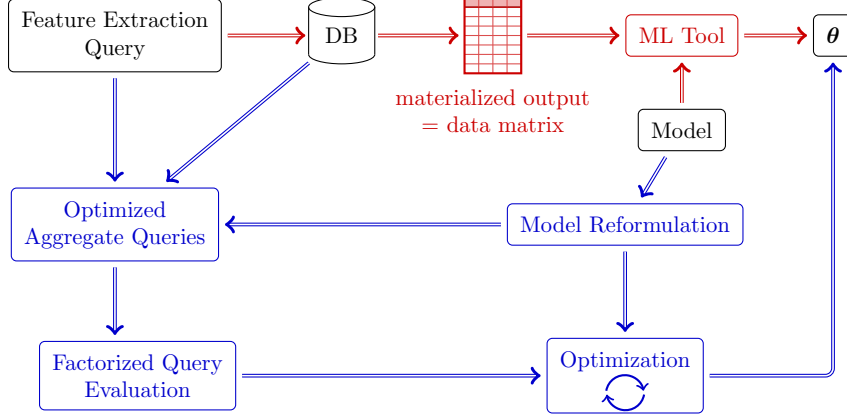 Feature Extraction
Query
DB
ML Tool
θ
materialized output
= data matrix
Model
Optimized
Aggregate Queries
Model Reformulation
Factorized Query
Evaluation
Optimization